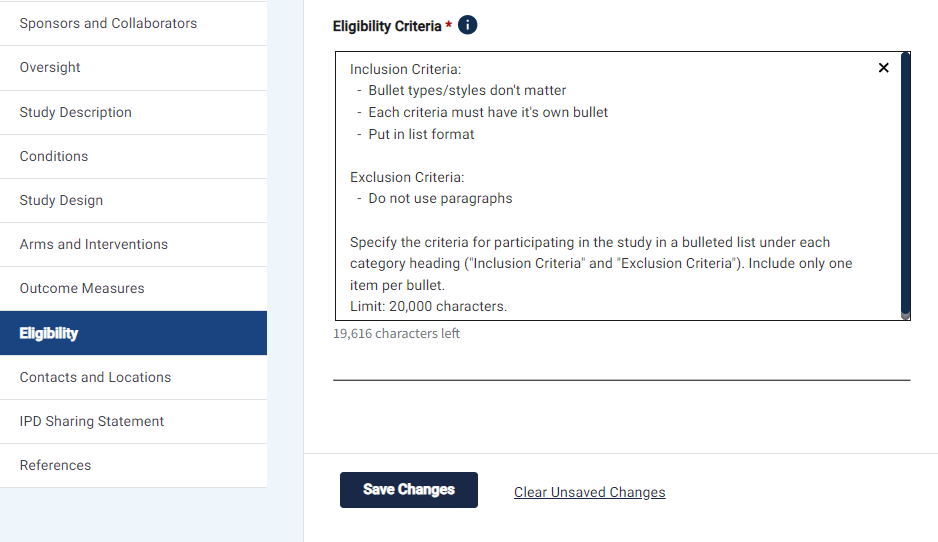 Sponsors and Collaborators
Oversight
Study Description
Conditions
Study Design
Arms and Interventions
Outcome Measures
Eligibility
Contacts and Locations
IPD Sharing Statement
References
Eligibility Criteria * i
Inclusion Criteria:
- Bullet types/styles don't matter
- Each criteria must have it's own bullet
- Put in list format
Exclusion Criteria:
- Do not use paragraphs
Specify the criteria for participating in the study in a bulleted list under each
category heading ("Inclusion Criteria" and "Exclusion Criteria"). Include only one
item per bullet.
Limit: 20,000 characters.
19,616 characters left
Save Changes
Clear Unsaved Changes